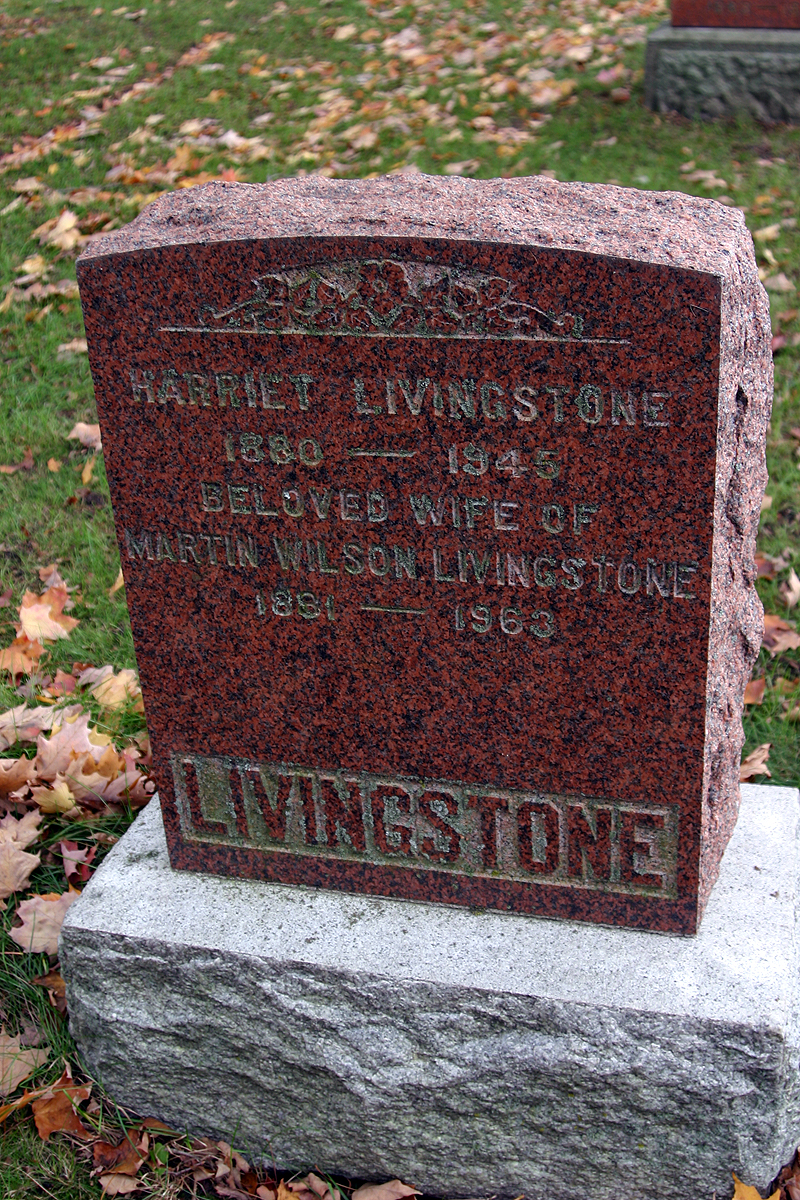 HARRIET LIVINGSTONE
1880 — 1945
BELOVED WIFE OF
MARTIN WILSON LIVINGSTONE
1881 — 1963
LIVINGSTONE